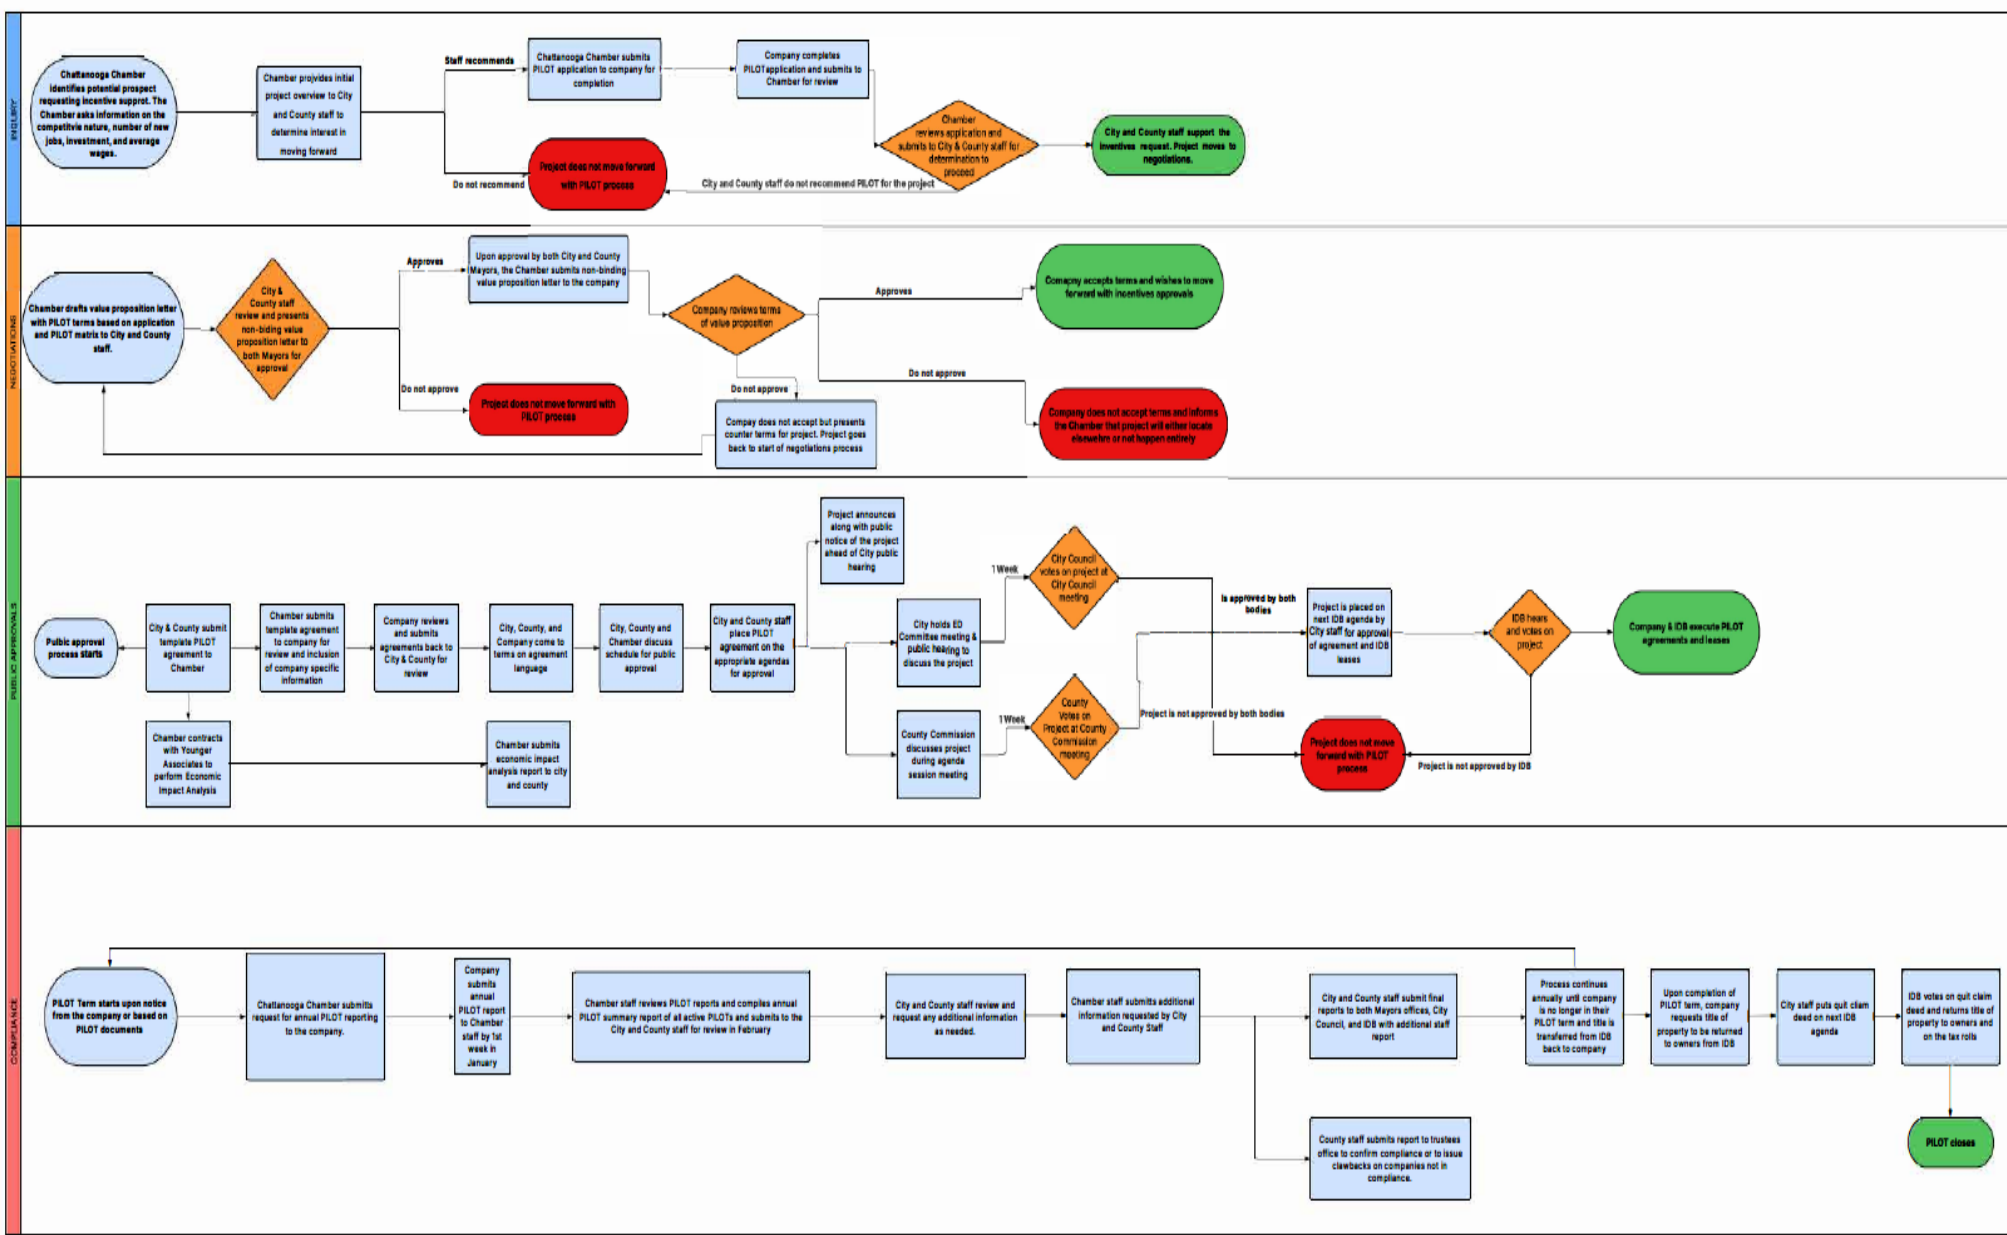 INQUIRY
Chattanooga Chamber
identifies potential prospect
requesting incentive supprot. The
Chamber asks information on the
competitvie nature, number of new
jobs, investment, and average
wages.
Chamber projvides initial
project overview to City
and County staff to
determine interest in
moving forward
Staff recommends
Do not recommend
Chattanooga Chamber submits
PILOT application to company for
completion
Company completes
PILOTapplication and submits to
Chamber for review
Project does not move forward
with PILOT process
Chamber
reviews application and
submits to City & County staff for
determination to
proceed
City and County staff do not recommend PILOT for the project
City and County staff support the
inventives request. Project moves to
negotiations.
NEGOTIATIONS
Chamber drafts value proposition letter
with PILOT terms based on application
and PILOT matrix to City and County
staff.
City &
County staff
review and presents
non-biding value
proposition letter to
both Mayors for
approval
Approves
Do not approve
Upon approval by both City and County
Mayors, the Chamber submits non-binding
value proposition letter to the company
Project does not move forward with
PILOT process
Company reviews terms
of value proposition
Do not approve
Compay does not accept but presents
counter terms for project. Project goes
back to start of negotiations process
Approves
Do not approve
Comapny accepts terms and wishes to move
forward with incentives approvals
Company does not accept terms and informs
the Chamber that project will either locate
elsewehre or not happen entirely
PUBLIC APPROVALS
Pulbic approval
process starts
City & County submit
template PILOT
agreement to
Chamber
Chamber submits
template agreement
to company for
review and inclusion
of company specific
information
Company reviews
and submits
agreements back to
City & County for
review
City, County, and
Company come to
terms on agreement
language
City, County and
Chamber discuss
schedule for public
approval
City and County staff
place PILOT
agreement on the
appropriate agendas
for approval
Project announces
along with public
notice of the project
ahead of City public
hearing
City holds ED
Committee meeting &
public hearing to
discuss the project
County Commission
discusses project
during agenda
session meeting
1 Week
1 Week
City Council
votes on project at
City Council
meeting
County
Votes on
Project at County
Commission
meeting
Is approved by both
bodies
Project is not approved by both bodies
Project is placed on
next IDB agenda by
City staff for approval
of agreement and IDB
leases
IDB hears
and votes on
project
Company & IDB execute PILOT
agreements and leases
Project does not move
forward with PILOT
process
Project is not approved by IDB
Chamber contracts
with Younger
Associates to
perform Economic
Impact Analysis
Chamber submits
economic impact
analysis report to city
and county
COMPLIANCE
PILOT Term starts upon notice
from the company or based on
PILOT documents
Chattanooga Chamber submits
request for annual PILOT reporting
to the company.
Company
submits
annual
PILOT report
to Chamber
staff by 1st
week in
January
Chamber staff reviews PILOT reports and compiles annual
PILOT summary report of all active PILOTs and submits to the
City and County staff for review in February
City and County staff review and
request any additional information
as needed.
Chamber staff submits additional
information requested by City
and County Staff
City and County staff submit final
reports to both Mayors offices, City
Council, and IDB with additional staff
report
County staff submits report to trustees
office to confirm compliance or to issue
clawbacks on companies not in
compliance.
Process continues
annually until company
is no longer in their
PILOT term and title is
transferred from IDB
back to company
Upon completion of
PILOT term, company
requests title of
property to be returned
to owners from IDB
City staff puts quit claim
deed on next IDB
agenda
IDB votes on quit claim
deed and returns title of
property to owners and
on the tax rolls
PILOT closes